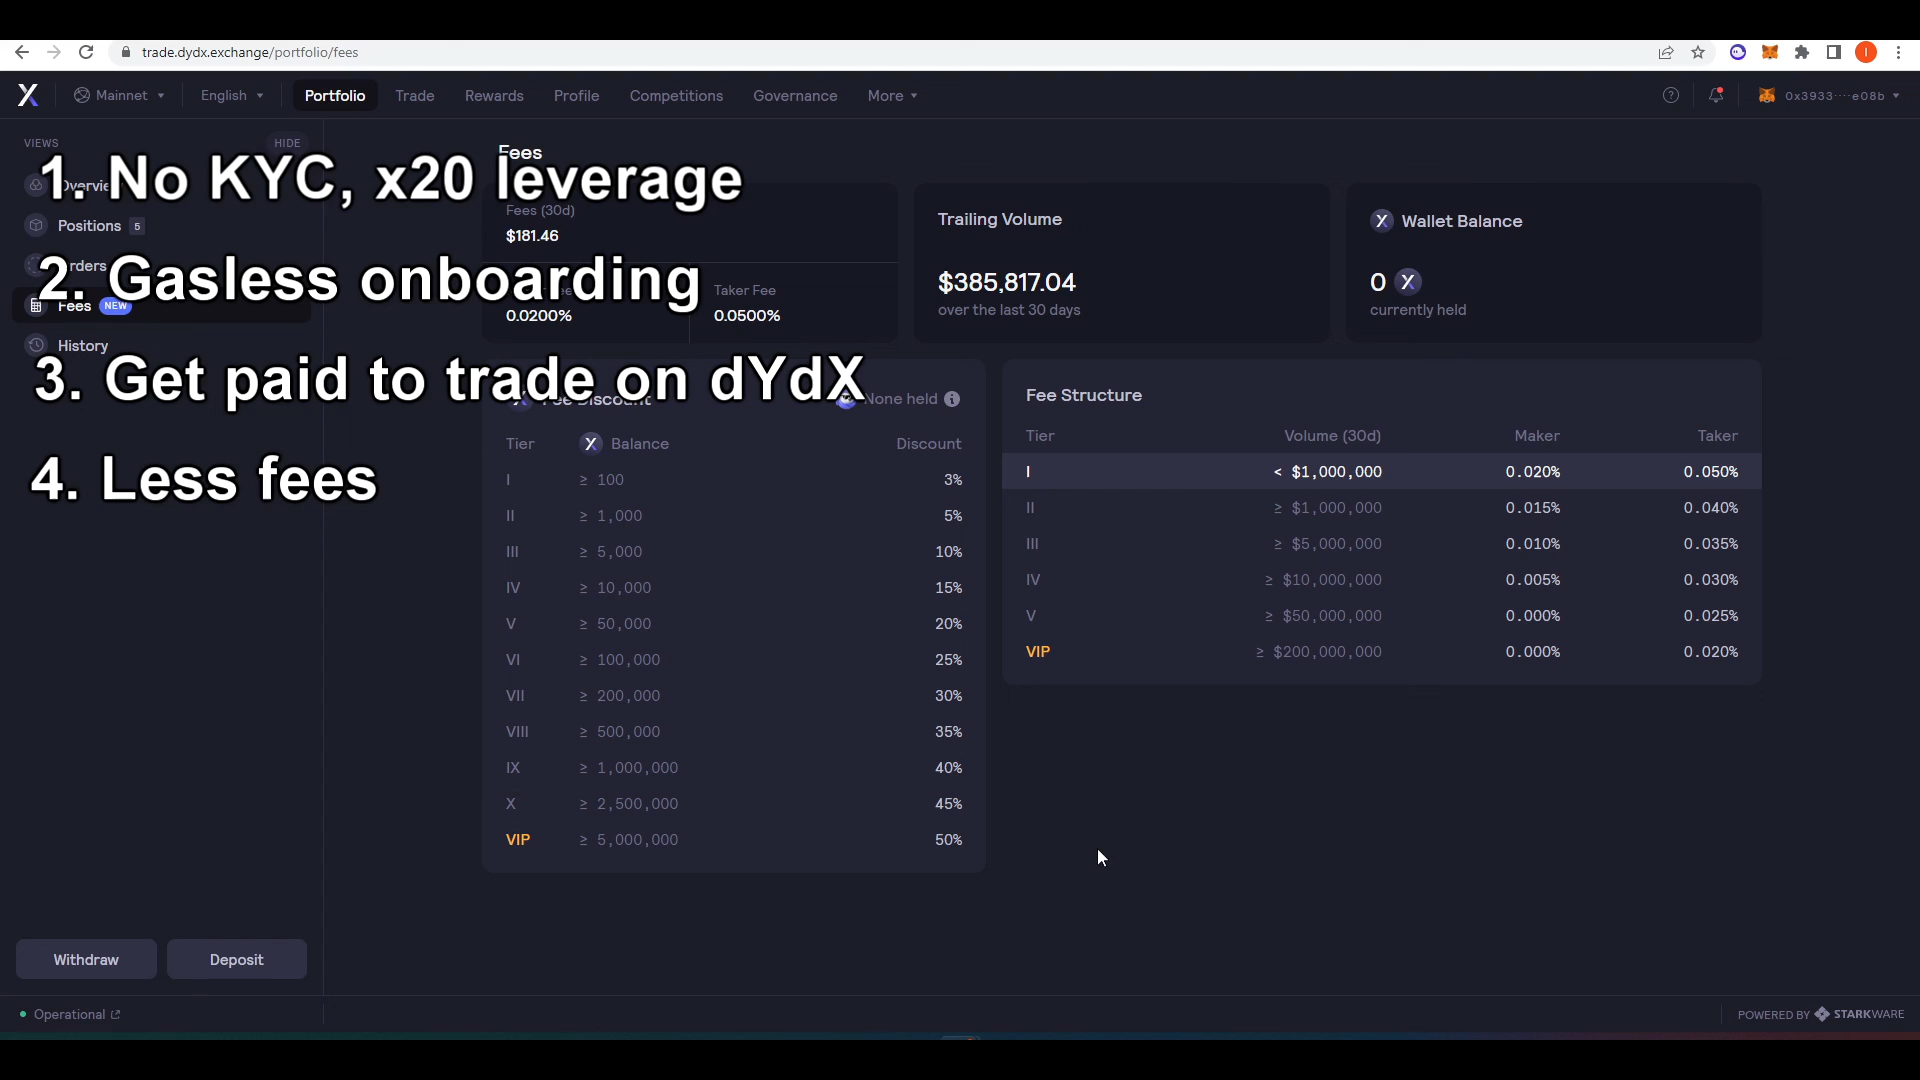 trade.dydx.exchange/portfolio/fees
Mainnet
English
Portfolio
Trade
Rewards
Profile
Competitions
Governance
More
0x3933····e08b
VIEWS
HIDE
Positions 5
Fees NEW
History
1. No KYC, x20 leverage
2. Gasless onboarding
3. Get paid to trade on dYdX
4. Less fees
Fees
Fees (30d)
$181.46
0.0200%
Taker Fee
0.0500%
Trailing Volume
$385,817.04
over the last 30 days
Wallet Balance
0
currently held
Fee Discount
None held
Tier Balance Discount
I ≥ 100 3%
II ≥ 1,000 5%
III ≥ 5,000 10%
IV ≥ 10,000 15%
V ≥ 50,000 20%
VI ≥ 100,000 25%
VII ≥ 200,000 30%
VIII ≥ 500,000 35%
IX ≥ 1,000,000 40%
X ≥ 2,500,000 45%
VIP ≥ 5,000,000 50%
Fee Structure
Tier Volume (30d) Maker Taker
I < $1,000,000 0.020% 0.050%
II ≥ $1,000,000 0.015% 0.040%
III ≥ $5,000,000 0.010% 0.035%
IV ≥ $10,000,000 0.005% 0.030%
V ≥ $50,000,000 0.000% 0.025%
VIP ≥ $200,000,000 0.000% 0.020%
Withdraw
Deposit
Operational
POWERED BY STARKWARE